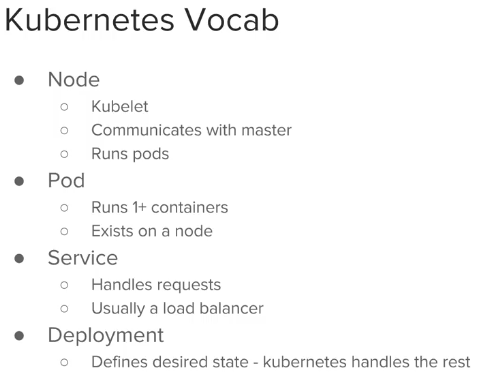 Kubernetes Vocab
● Node
○ Kubelet
○ Communicates with master
○ Runs pods
● Pod
○ Runs 1+ containers
○ Exists on a node
● Service
○ Handles requests
○ Usually a load balancer
● Deployment
○ Defines desired state - kubernetes handles the rest